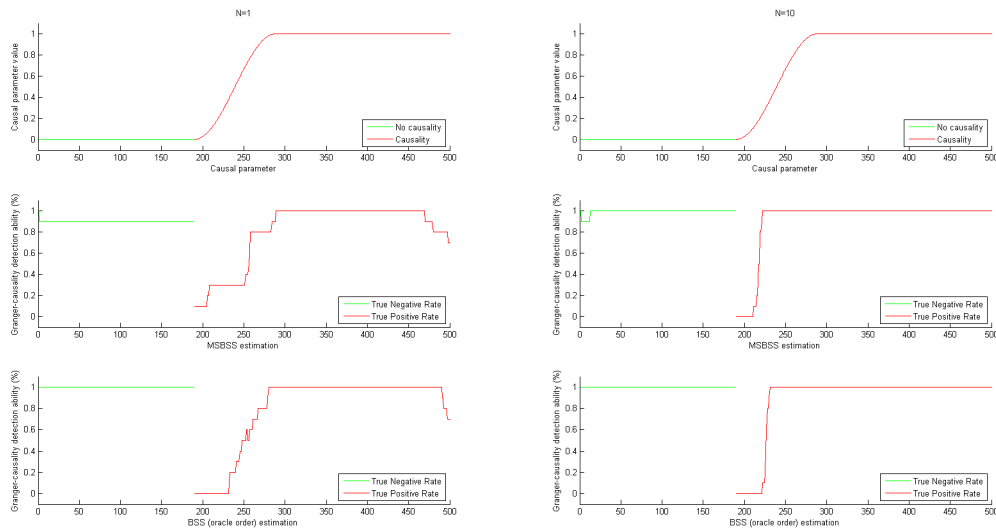 N=1
Causal parameter value
1
0.8
0.6
0.4
0.2
0
0 50 100 150 200 250 300 350 400 450 500
No causality
Causality
Causal parameter
N=10
Causal parameter value
1
0.8
0.6
0.4
0.2
0
0 50 100 150 200 250 300 350 400 450 500
No causality
Causality
Causal parameter
Granger-causality detection ability (%)
1
0.8
0.6
0.4
0.2
0
0 50 100 150 200 250 300 350 400 450 500
True Negative Rate
True Positive Rate
MSBSS estimation
Granger-causality detection ability (%)
1
0.8
0.6
0.4
0.2
0
0 50 100 150 200 250 300 350 400 450 500
True Negative Rate
True Positive Rate
MSBSS estimation
Granger-causality detection ability (%)
1
0.8
0.6
0.4
0.2
0
0 50 100 150 200 250 300 350 400 450 500
True Negative Rate
True Positive Rate
BSS (oracle order) estimation
Granger-causality detection ability (%)
1
0.8
0.6
0.4
0.2
0
0 50 100 150 200 250 300 350 400 450 500
True Negative Rate
True Positive Rate
BSS (oracle order) estimation